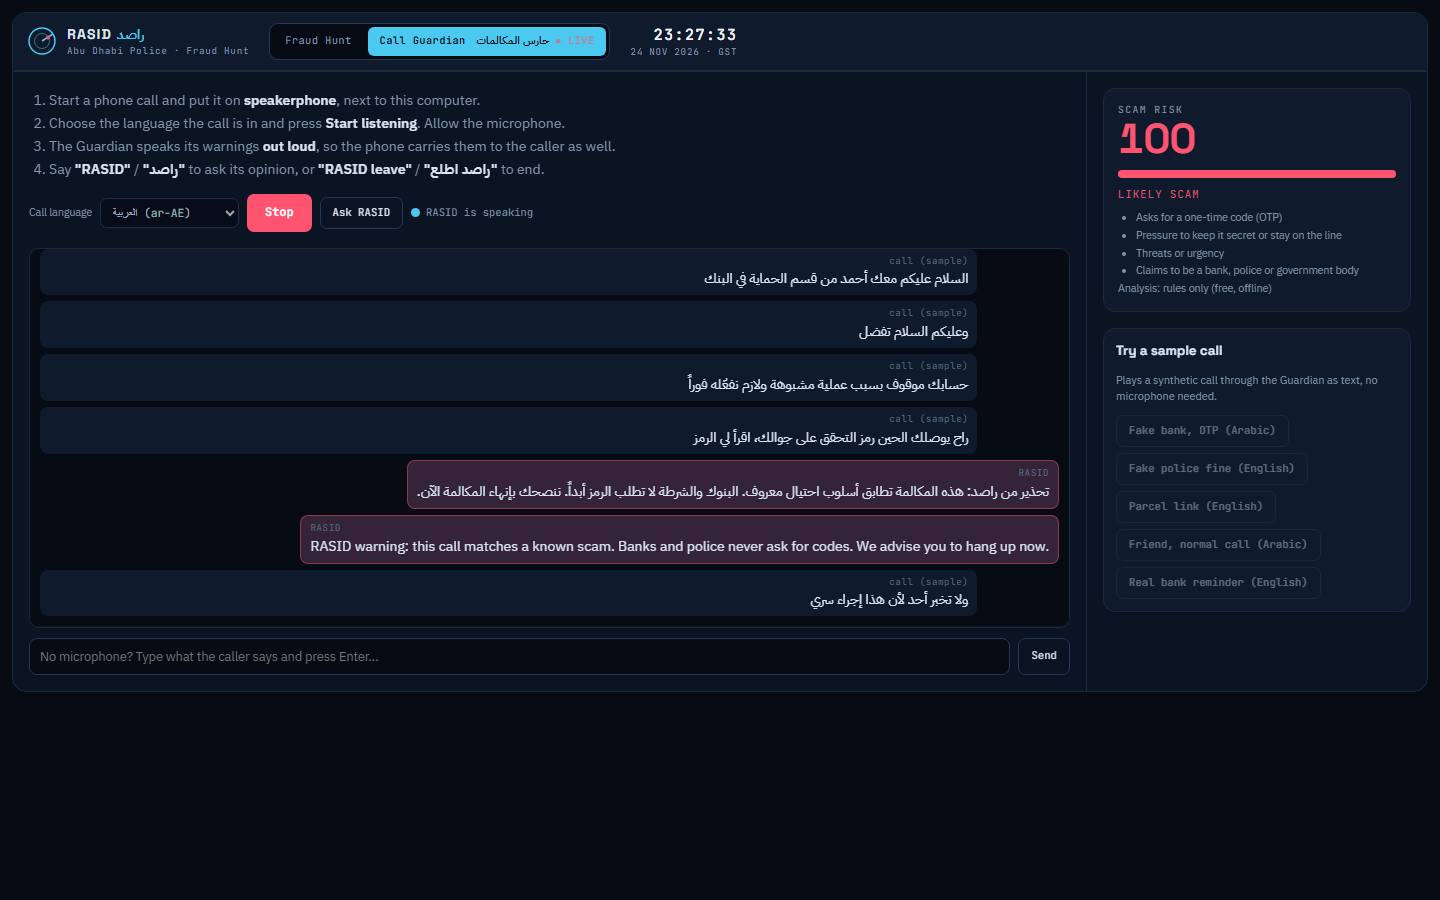 RASID راصد
Abu Dhabi Police · Fraud Hunt
Fraud Hunt
Call Guardian حارس المكالمات • LIVE
23:27:33
24 NOV 2026 · GST
1. Start a phone call and put it on speakerphone, next to this computer.
2. Choose the language the call is in and press Start listening. Allow the microphone.
3. The Guardian speaks its warnings out loud, so the phone carries them to the caller as well.
4. Say "RASID" / "راصد" to ask its opinion, or "RASID leave" / "راصد اطلع" to end.
Call language
العربية (ar-AE)
Stop
Ask RASID
RASID is speaking
call (sample)
السلام عليكم معك أحمد من قسم الحماية في البنك
call (sample)
وعليكم السلام تفضل
call (sample)
حسابك موقوف بسبب عملية مشبوهة ولازم نفعّله فوراً
call (sample)
راح يوصلك الحين رمز التحقق على جوالك، اقرأ لي الرمز
RASID
تحذير من راصد: هذه المكالمة تطابق أسلوب احتيال معروف. البنوك والشرطة لا تطلب الرمز أبداً. ننصحك بإنهاء المكالمة الآن.
RASID
RASID warning: this call matches a known scam. Banks and police never ask for codes. We advise you to hang up now.
call (sample)
ولا تخبر أحد لأن هذا إجراء سري
No microphone? Type what the caller says and press Enter...
Send
SCAM RISK
100
LIKELY SCAM
• Asks for a one-time code (OTP)
• Pressure to keep it secret or stay on the line
• Threats or urgency
• Claims to be a bank, police or government body
Analysis: rules only (free, offline)
Try a sample call
Plays a synthetic call through the Guardian as text, no
microphone needed.
Fake bank, OTP (Arabic)
Fake police fine (English)
Parcel link (English)
Friend, normal call (Arabic)
Real bank reminder (English)